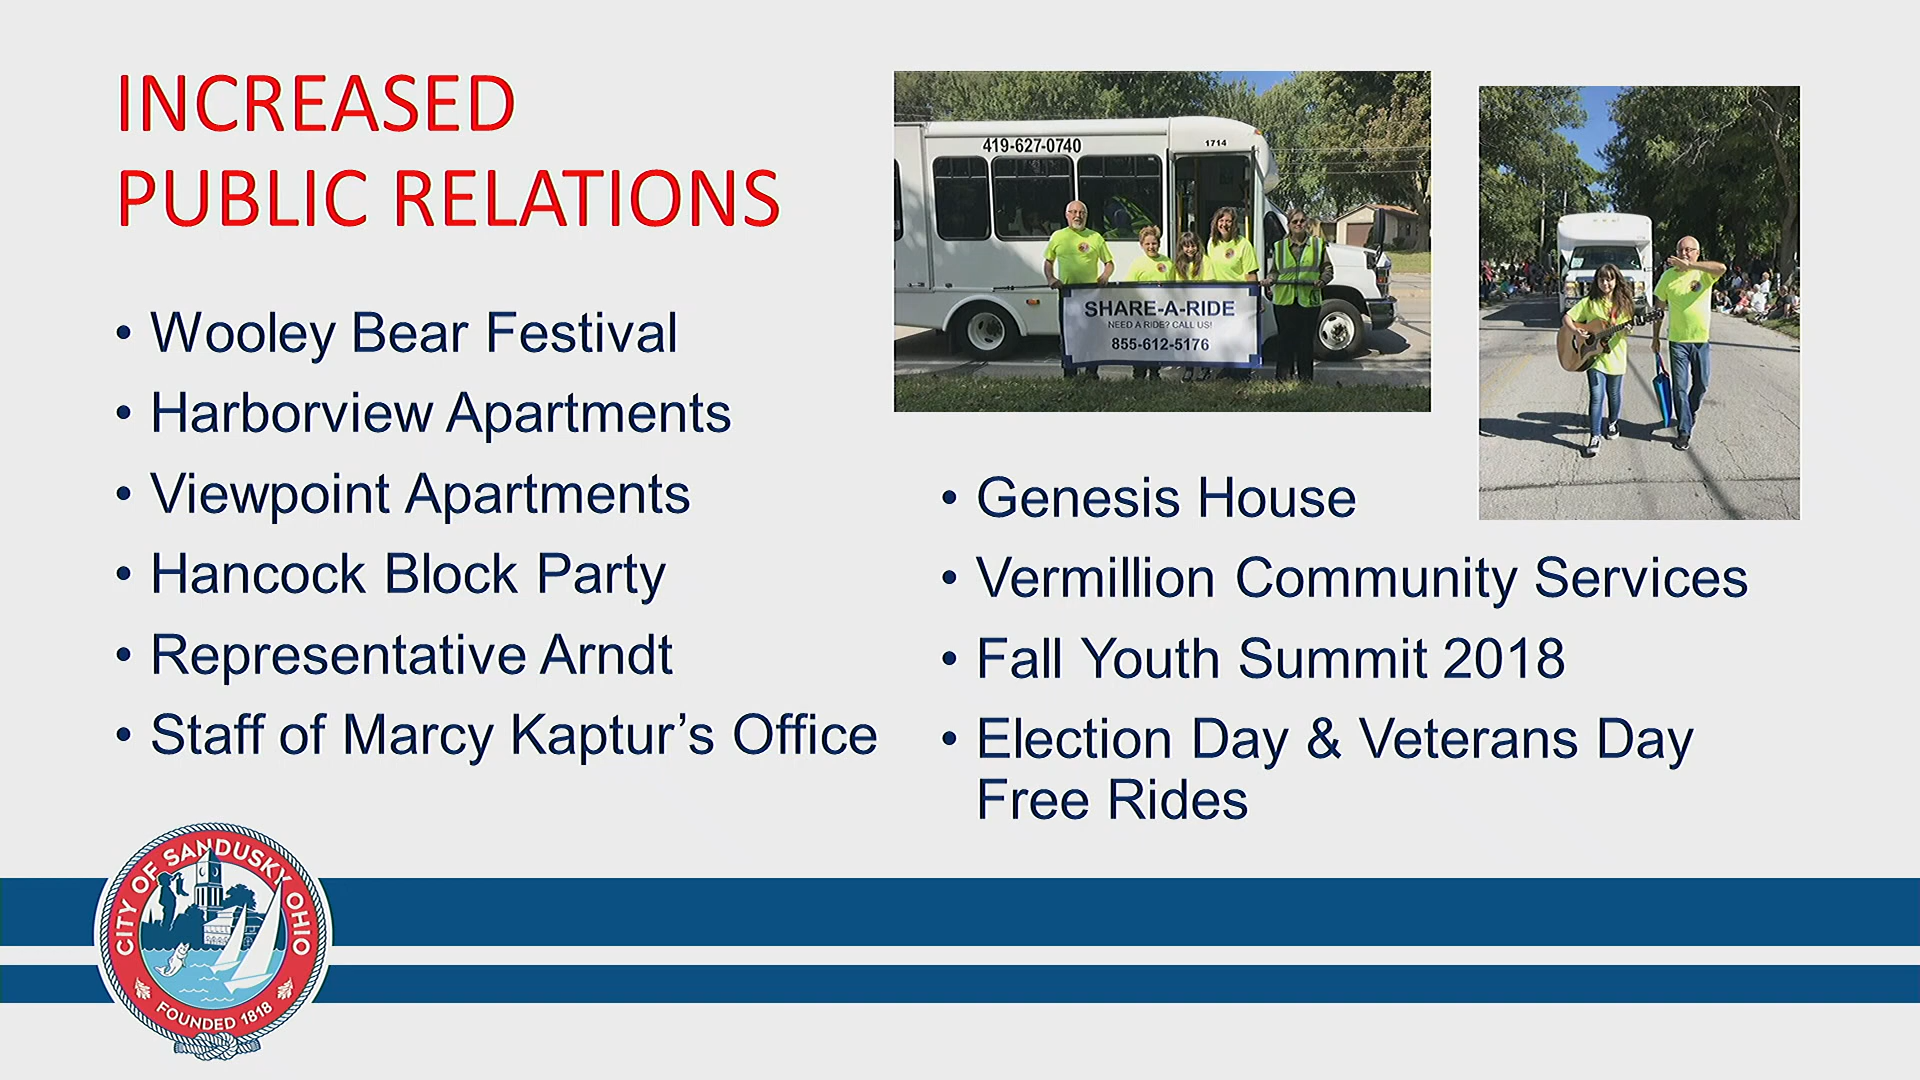 INCREASED
PUBLIC RELATIONS
• Wooley Bear Festival
• Harborview Apartments
• Viewpoint Apartments
• Hancock Block Party
• Representative Arndt
• Staff of Marcy Kaptur’s Office
419-627-0740
1714
SHARE-A-RIDE
NEED A RIDE? CALL US!
855-612-5176
• Genesis House
• Vermillion Community Services
• Fall Youth Summit 2018
• Election Day & Veterans Day
Free Rides
CITY OF SANDUSKY, OHIO
FOUNDED 1818